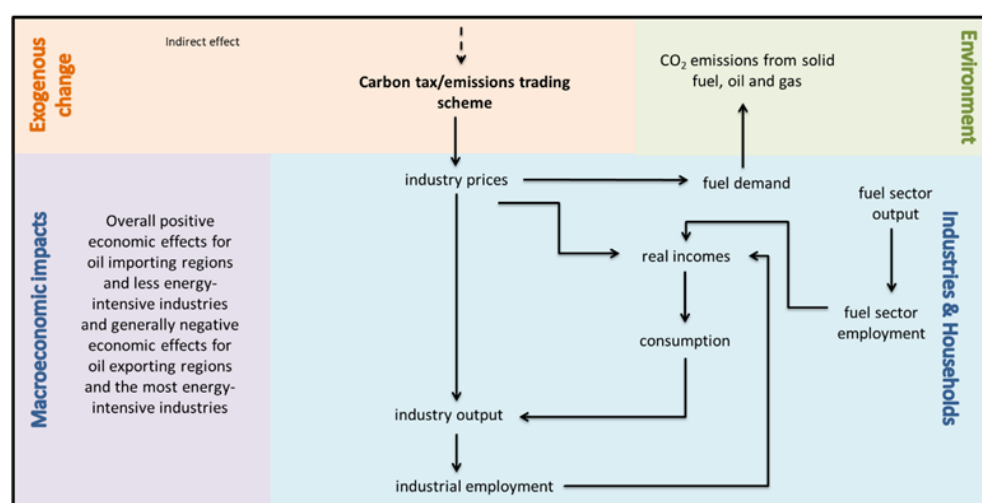 Exogenous
change
Indirect effect
Carbon tax/emissions trading
scheme
CO₂ emissions from solid
fuel, oil and gas
Environment
industry prices
fuel demand
fuel sector
output
Macroeconomic impacts
Overall positive
economic effects for
oil importing regions
and less energy-
intensive industries
and generally negative
economic effects for
oil exporting regions
and the most energy-
intensive industries
real incomes
fuel sector
employment
Industries & Households
consumption
industry output
industrial employment